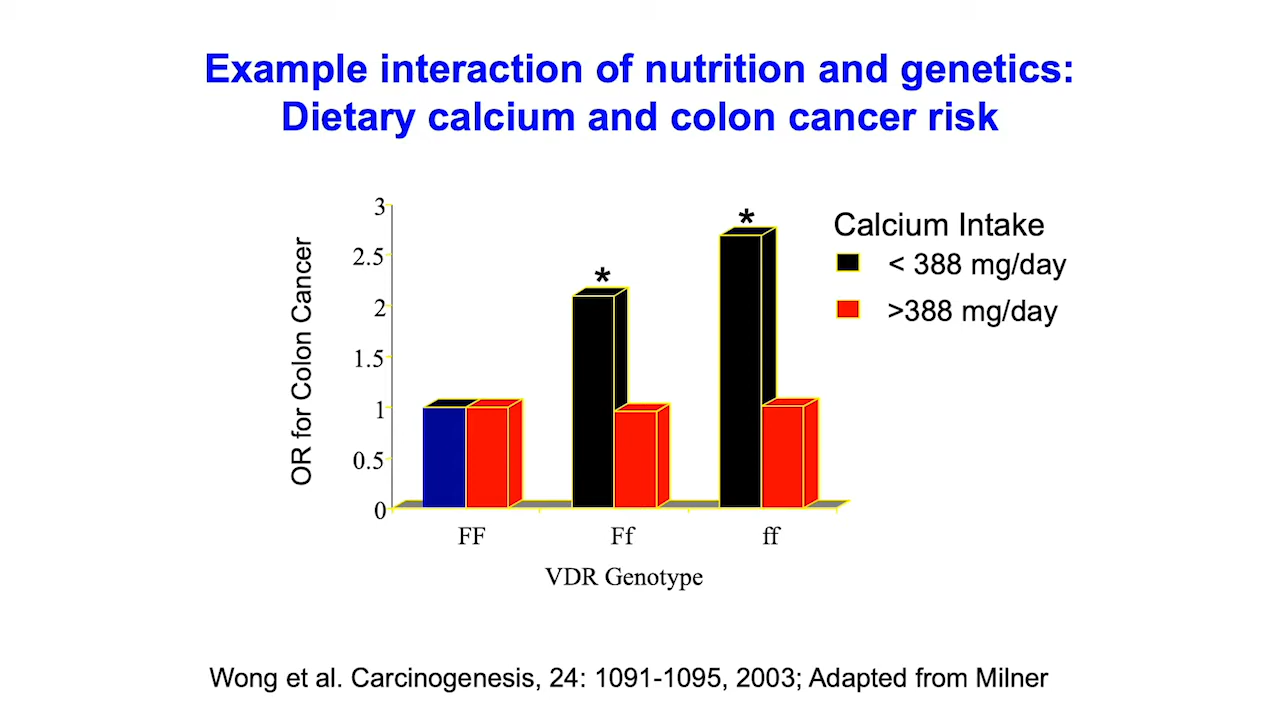 Example interaction of nutrition and genetics:
Dietary calcium and colon cancer risk
3
2.5
2
1.5
1
0.5
0
OR for Colon Cancer
*
*
Calcium Intake
< 388 mg/day
>388 mg/day
FF
Ff
ff
VDR Genotype
Wong et al. Carcinogenesis, 24: 1091-1095, 2003; Adapted from Milner